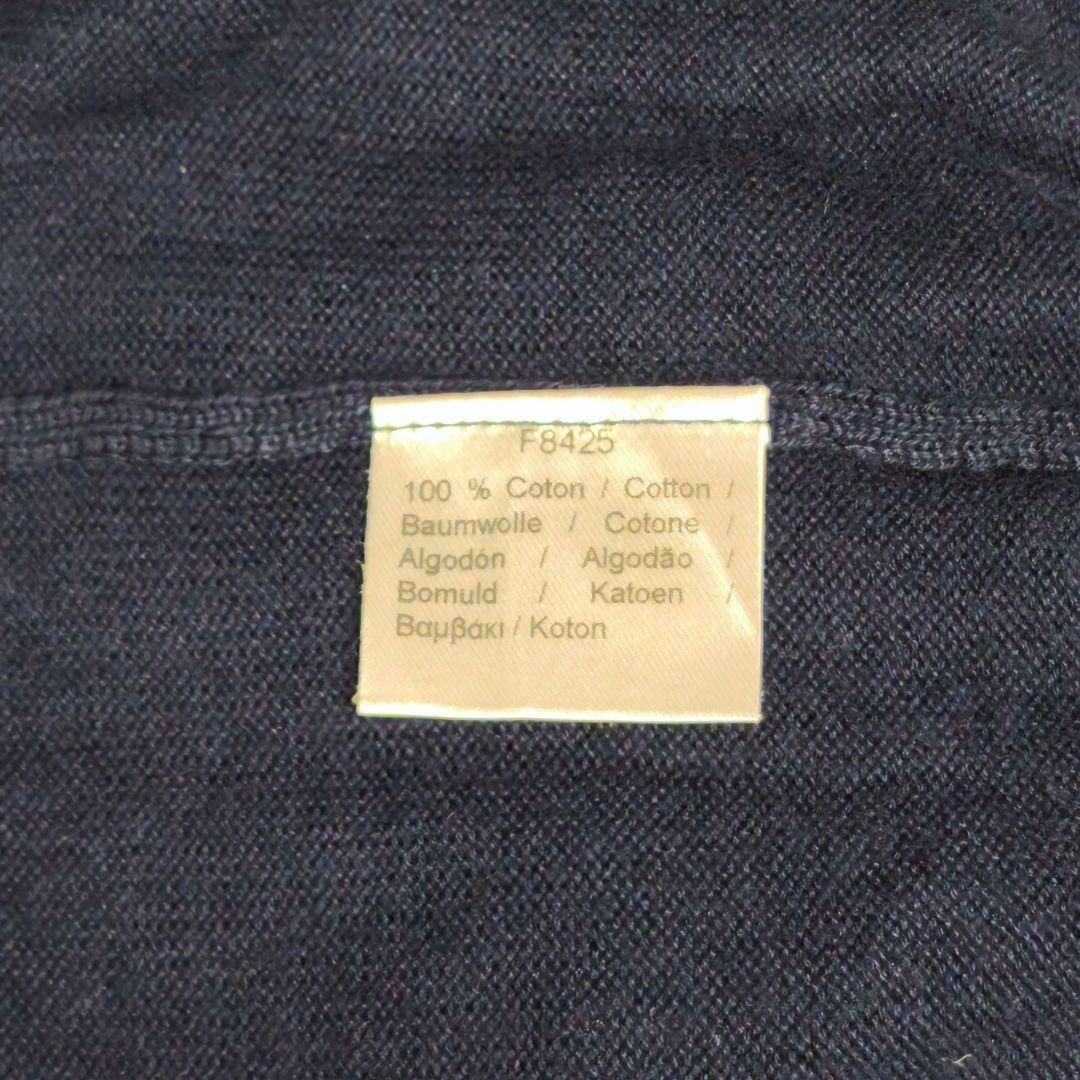 F8425
100 % Coton / Cotton /
Baumwolle / Cotone /
Algodón / Algodão /
Bomuld / Katoen /
Βαμβάκι / Koton